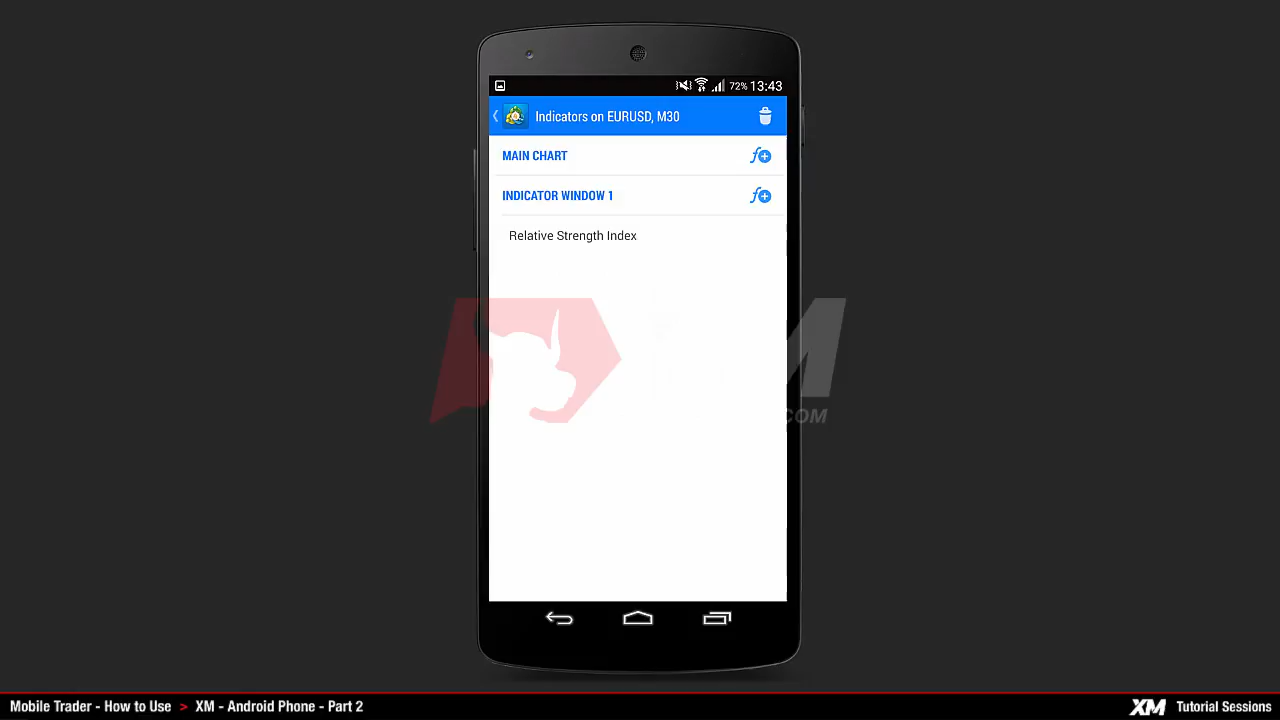 72% 13:43
Indicators on EURUSD, M30
MAIN CHART
INDICATOR WINDOW 1
Relative Strength Index
M
.COM
Mobile Trader - How to Use > XM - Android Phone - Part 2
XM Tutorial Sessions